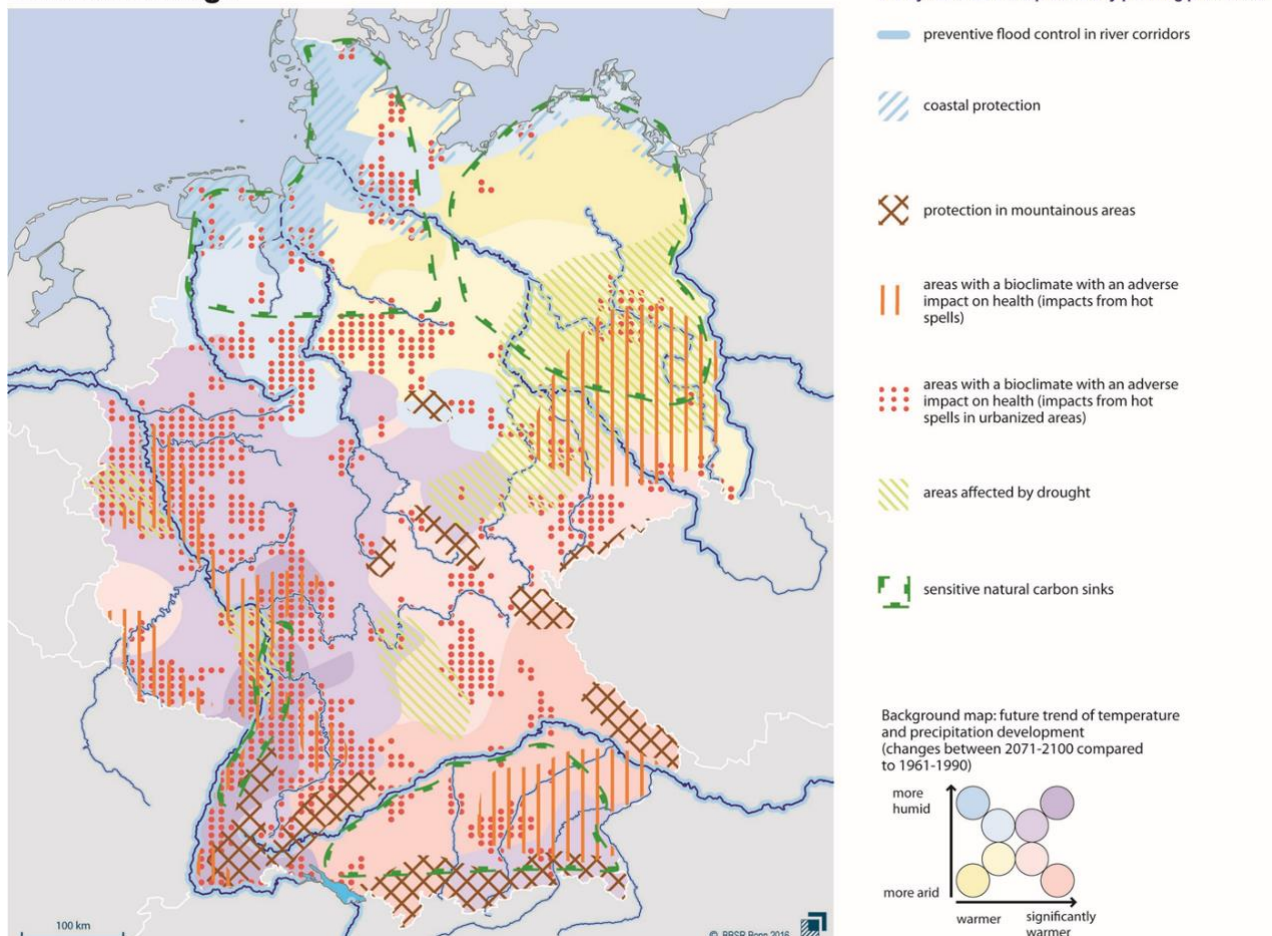 preventive flood control in river corridors
coastal protection
protection in mountainous areas
areas with a bioclimate with an adverse
impact on health (impacts from hot
spells)
areas with a bioclimate with an adverse
impact on health (impacts from hot
spells in urbanized areas)
areas affected by drought
sensitive natural carbon sinks
Background map: future trend of temperature
and precipitation development
(changes between 2071-2100 compared
to 1961-1990)
more
humid
more arid
warmer
significantly
warmer
100 km
© BBSR Bonn 2016